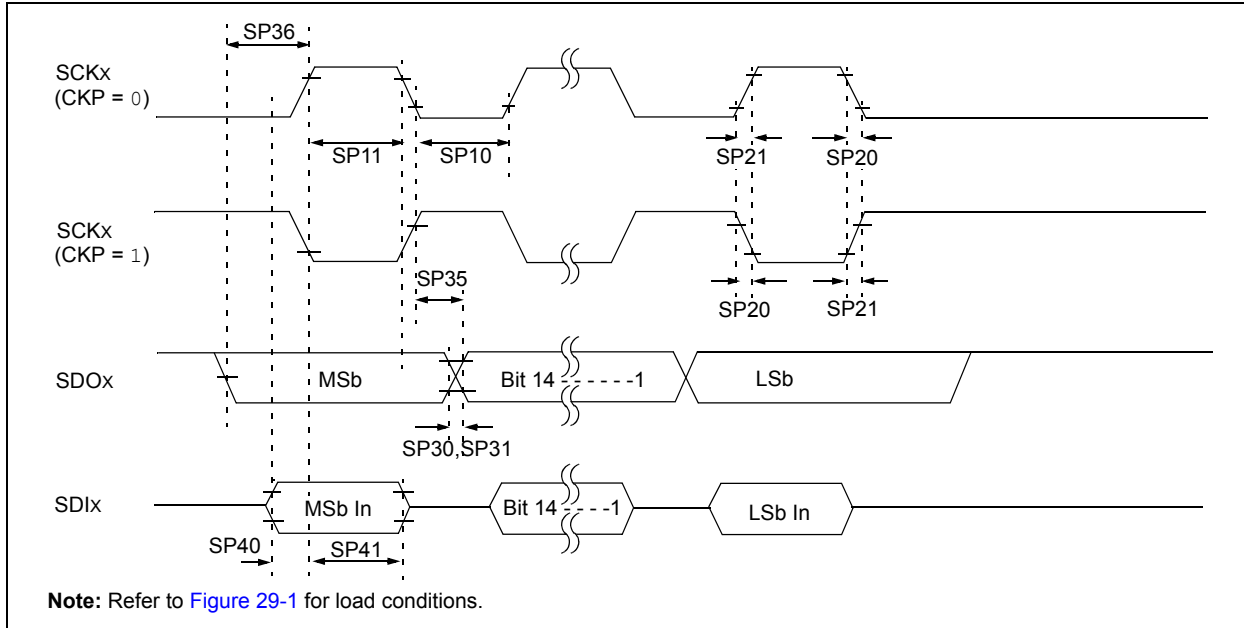 SP36
SCKx
(CKP = 0)
SP11
SP10
SP21
SP20
SCKx
(CKP = 1)
SP35
SP20
SP21
SDOx
MSb
Bit 14 - - - - - -1
LSb
SP30,SP31
SDIx
MSb In
Bit 14 - - - -1
LSb In
SP40
SP41
Note: Refer to Figure 29-1 for load conditions.